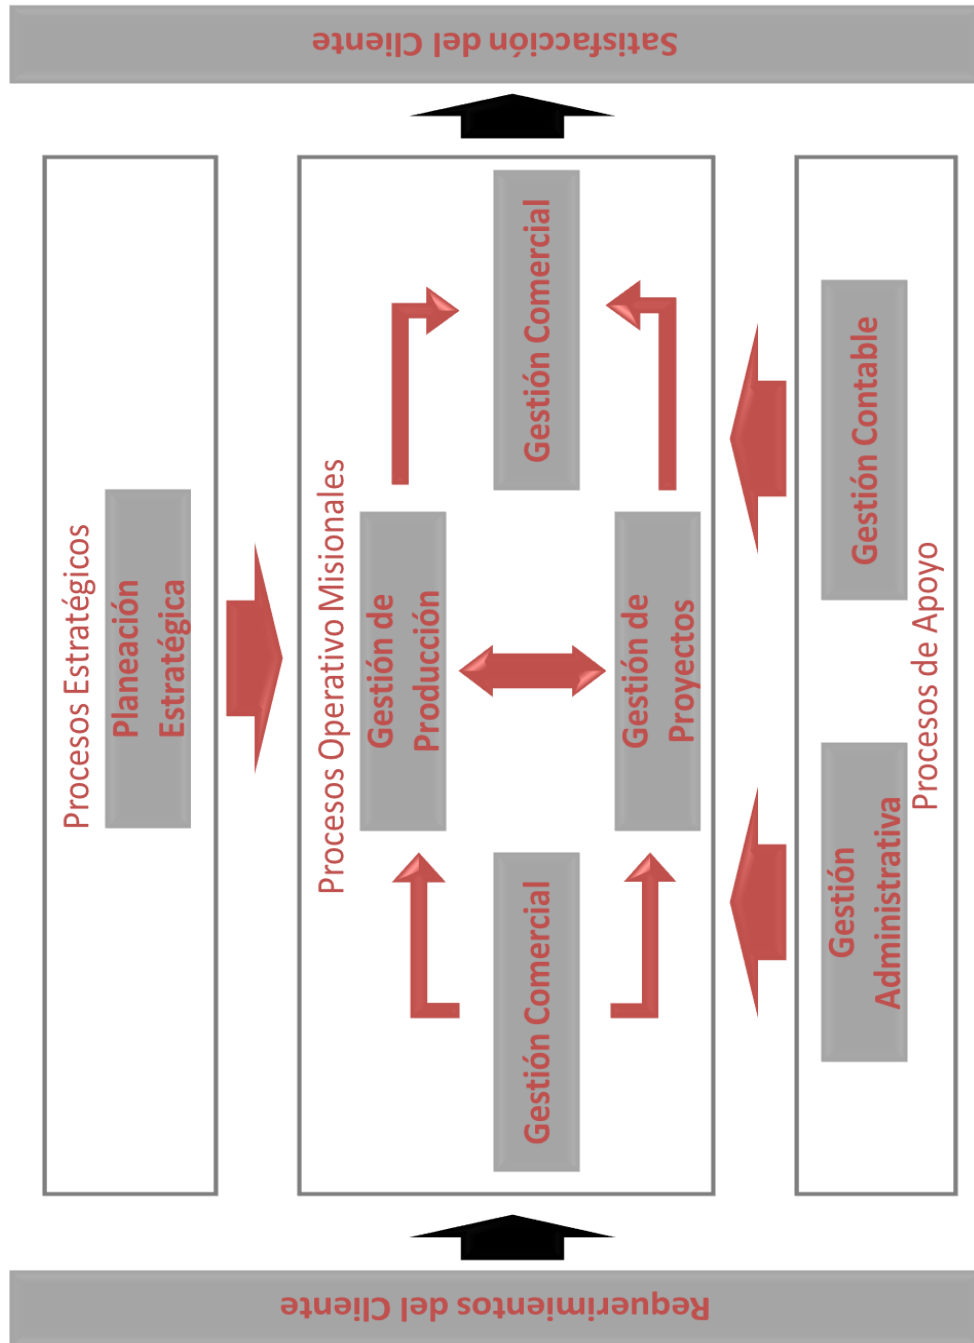 Requerimientos del Cliente
Procesos Estratégicos
Planeación
Estratégica
Procesos Operativo Misionales
Gestión Comercial
Gestión de
Producción
Gestión de
Proyectos
Gestión Comercial
Gestión
Administrativa
Gestión Contable
Procesos de Apoyo
Satisfacción del Cliente